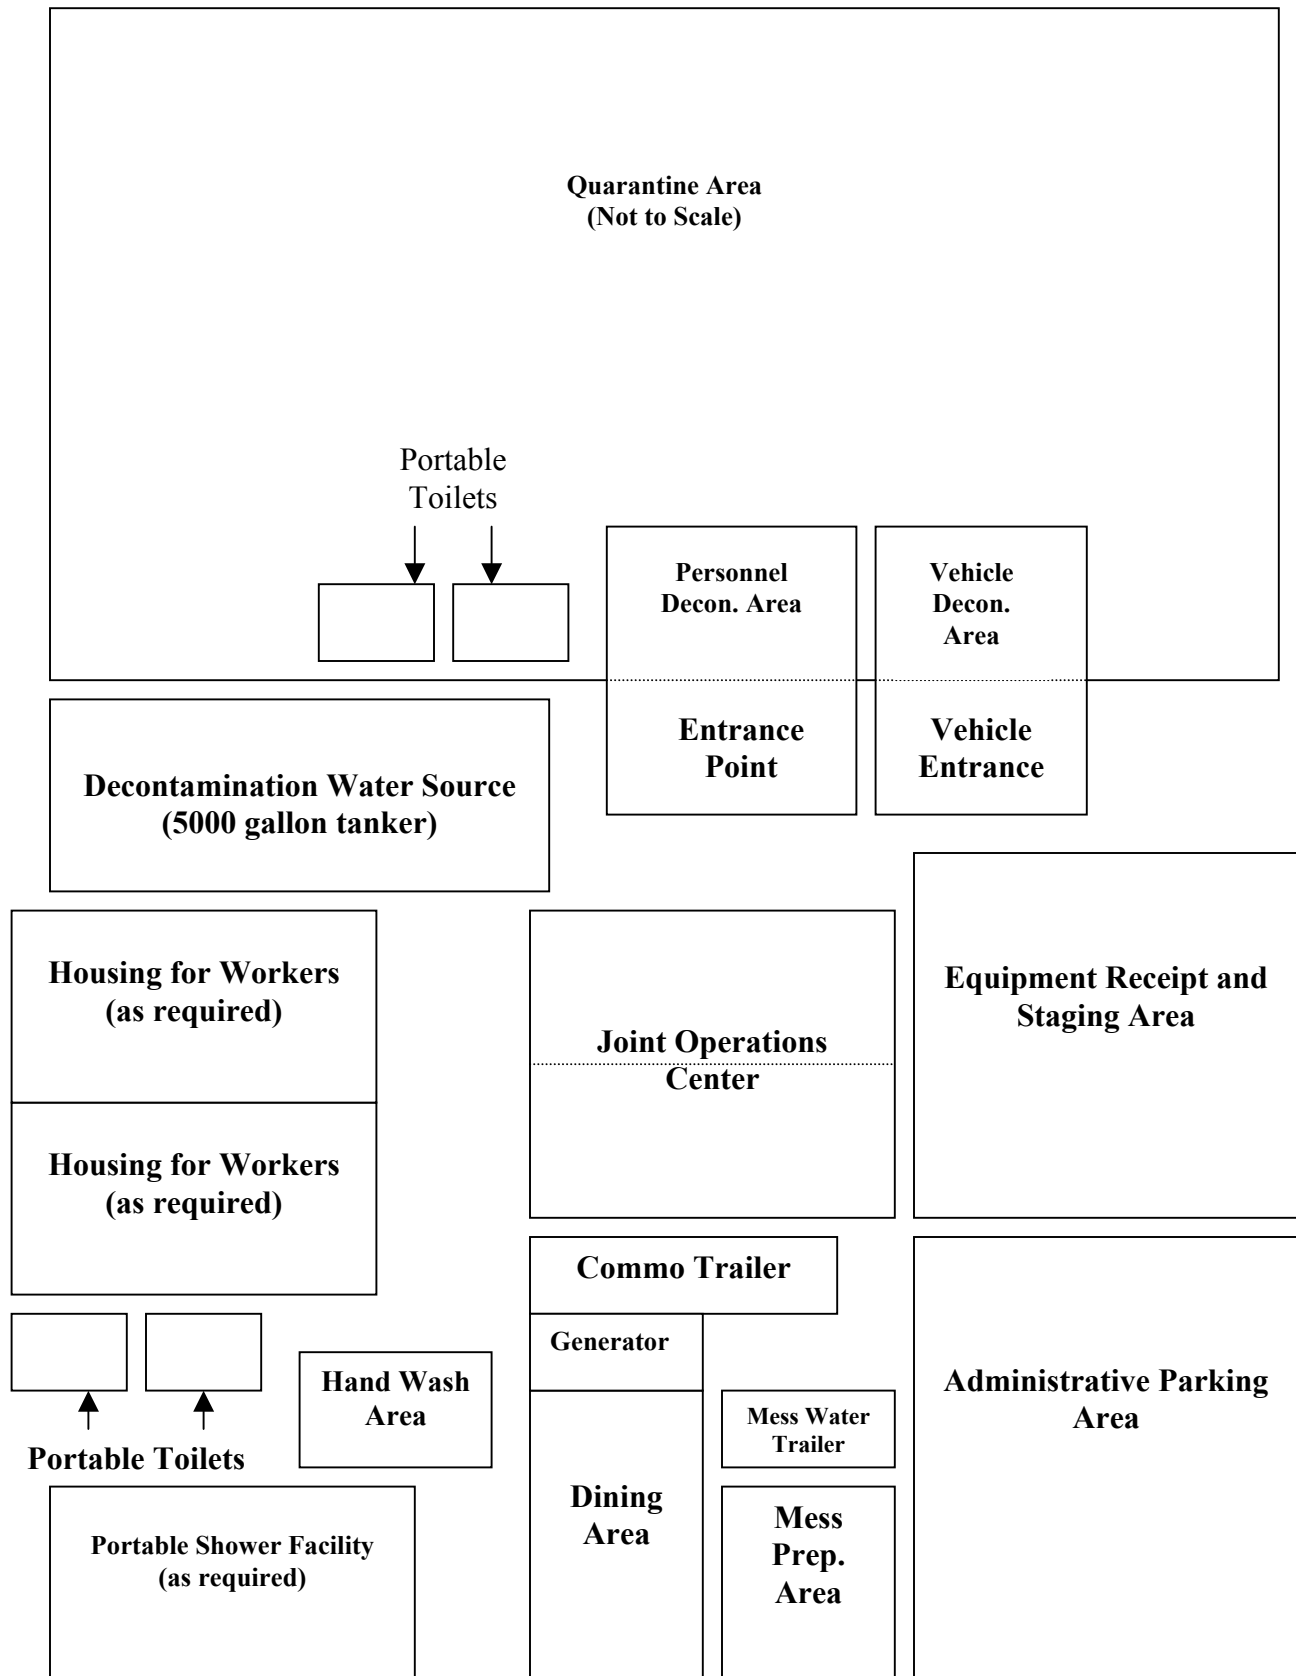 Quarantine Area
(Not to Scale)
Portable
Toilets
Personnel
Decon. Area
Vehicle
Decon.
Area
Entrance
Point
Vehicle
Entrance
Decontamination Water Source
(5000 gallon tanker)
Housing for Workers
(as required)
Joint Operations
Center
Equipment Receipt and
Staging Area
Housing for Workers
(as required)
Commo Trailer
Generator
Hand Wash
Area
Administrative Parking
Area
Mess Water
Trailer
Portable Toilets
Dining
Area
Mess
Prep.
Area
Portable Shower Facility
(as required)